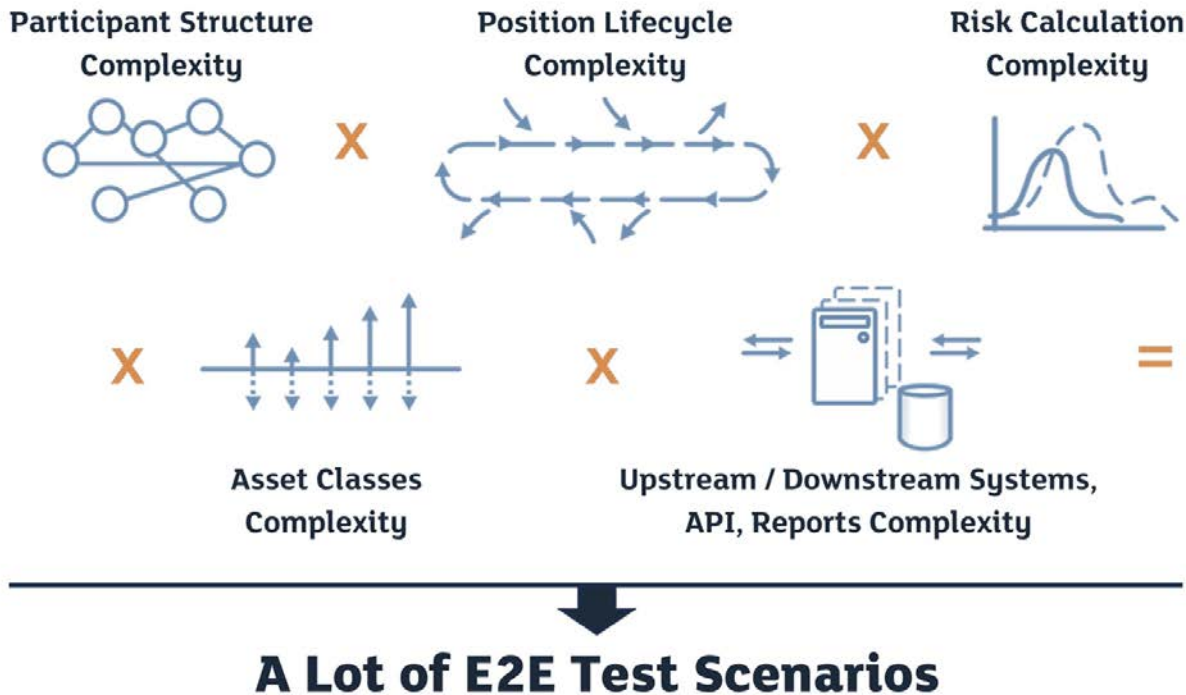 Participant Structure
Complexity
Position Lifecycle
Complexity
Risk Calculation
Complexity
X
X
X
X
=
Asset Classes
Complexity
Upstream / Downstream Systems,
API, Reports Complexity
A Lot of E2E Test Scenarios